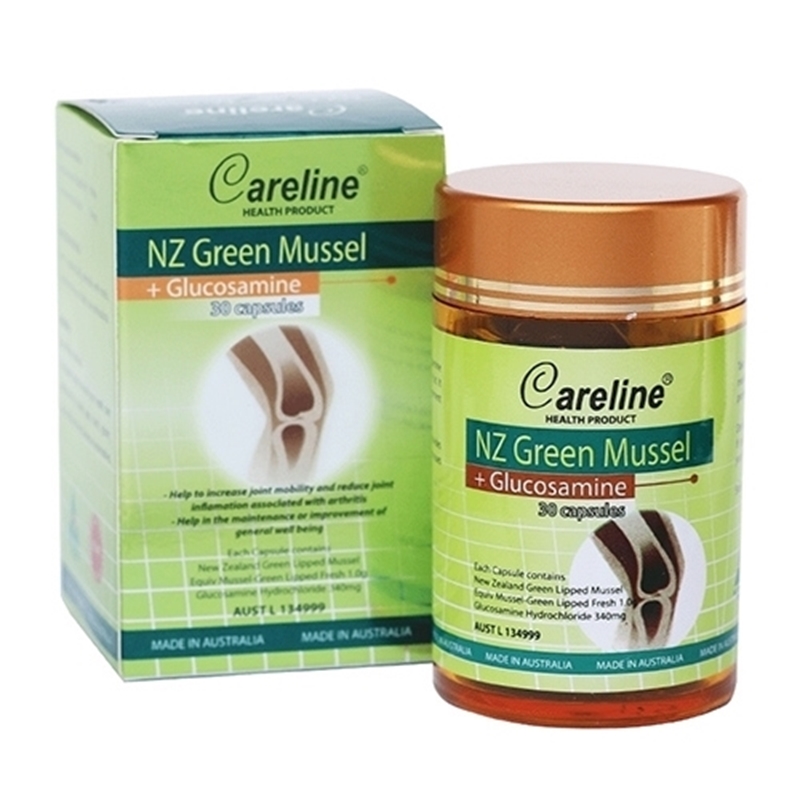 Careline
Careline®
HEALTH PRODUCT
NZ Green Mussel
+ Glucosamine
30 capsules
- Help to increase joint mobility and reduce joint
inflamation associated with arthritis
- Help in the maintenance or improvement of
general well being
Each Capsule contains
New Zealand Green Lipped Mussel
Equiv Mussel-Green Lipped Fresh 1.0g
Glucosamine Hydrochloride 340mg
AUST L 134999
MADE IN AUSTRALIA MADE IN AUSTRALIA
Careline®
HEALTH PRODUCT
NZ Green Mussel
+ Glucosamine
30 capsules
Each Capsule contains
New Zealand Green Lipped Mussel
Equiv Mussel-Green Lipped Fresh 1.0g
Glucosamine Hydrochloride 340mg
AUST L 134999
AUSTRALIA MADE IN AUSTRALIA MADE IN AUSTRALIA